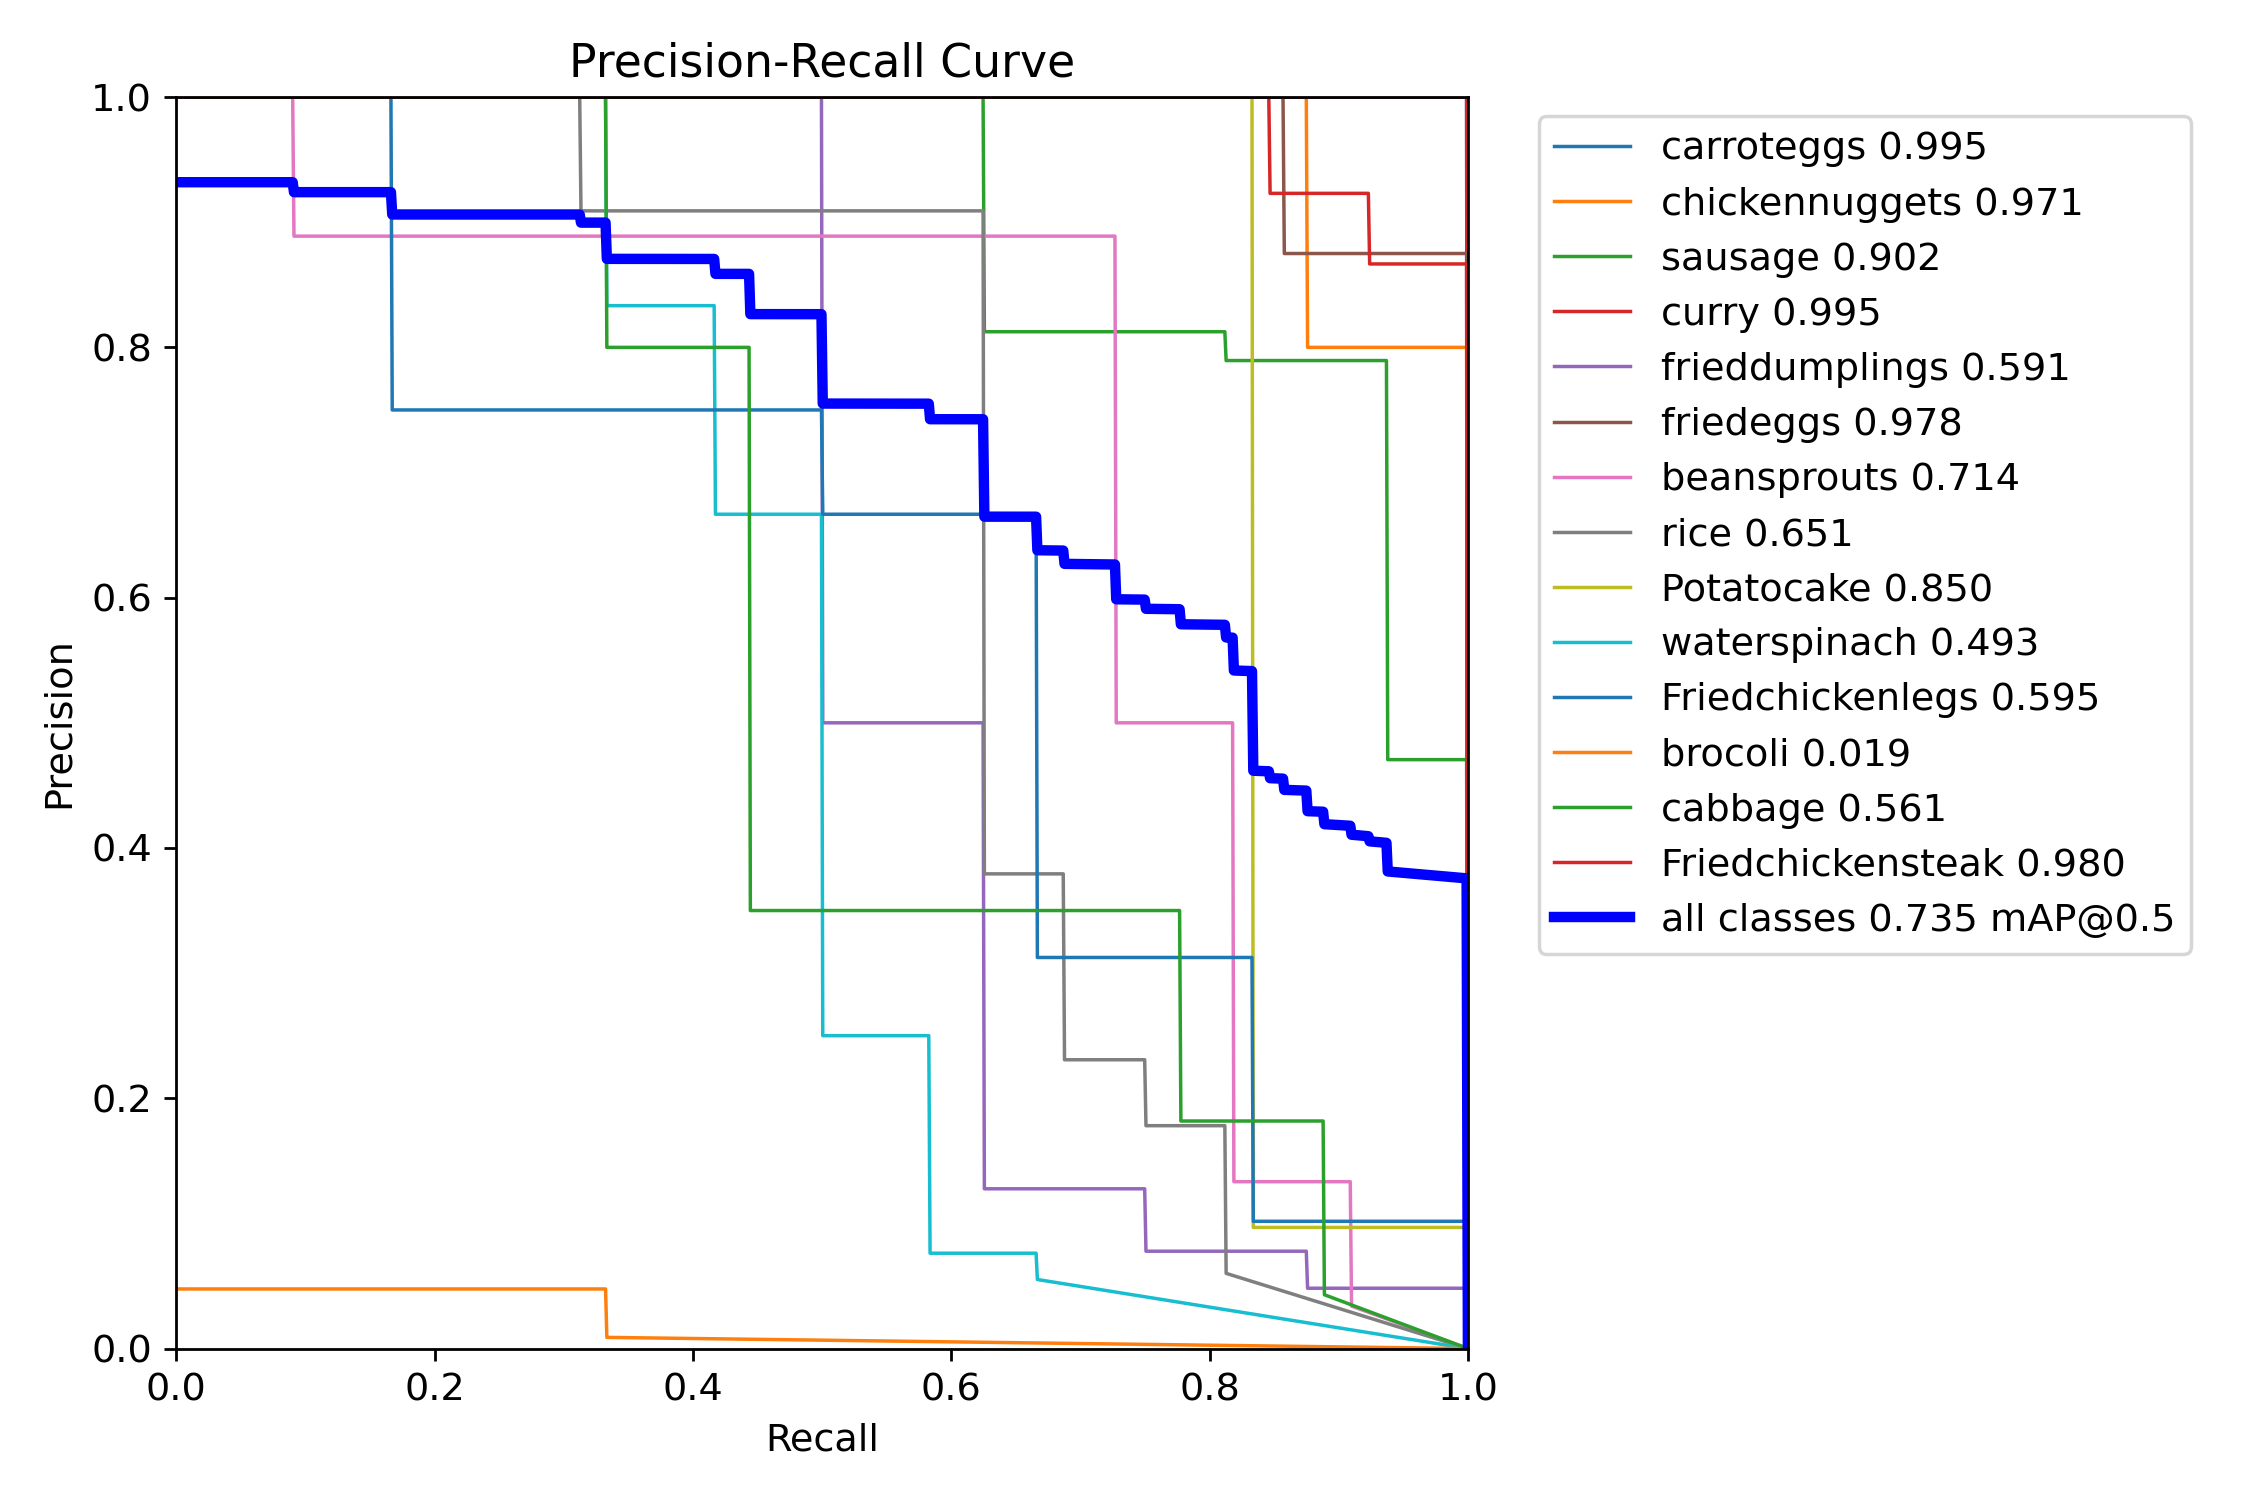 Precision-Recall Curve
1.0
0.8
0.6
0.4
0.2
0.0
Precision
0.0 0.2 0.4 0.6 0.8 1.0
Recall
carroteggs 0.995
chickennuggets 0.971
sausage 0.902
curry 0.995
frieddumplings 0.591
friedeggs 0.978
beansprouts 0.714
rice 0.651
Potatocake 0.850
waterspinach 0.493
Friedchickenlegs 0.595
brocoli 0.019
cabbage 0.561
Friedchickensteak 0.980
all classes 0.735 mAP@0.5